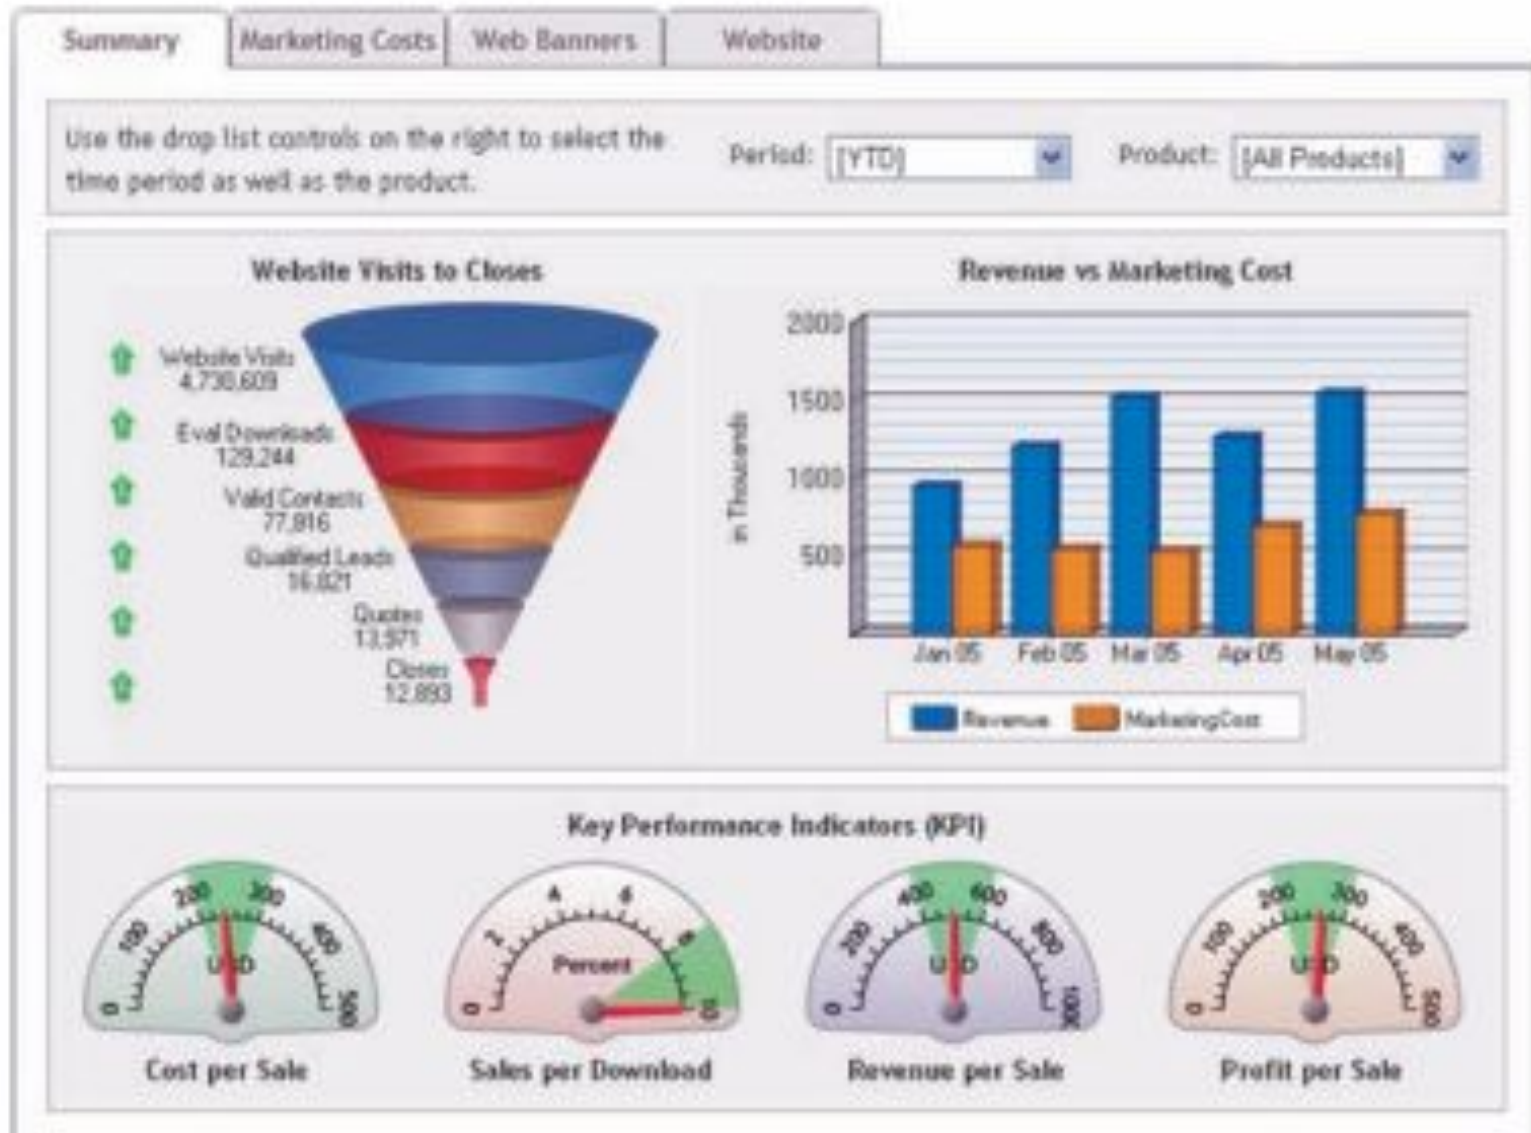 Summary
Marketing Costs
Web Banners
Website
Use the drop list controls on the right to select the
time period as well as the product.
Period: [YTD]
Product: [All Products]
Website Visits to Closes
Website Visits
4,730,609
Eval Downloads
129,244
Valid Contacts
77,816
Qualified Leads
16,821
Quotes
13,971
Closes
12,893
Revenue vs Marketing Cost
in Thousands
2000
1500
1000
500
Jan 05 Feb 05 Mar 05 Apr 05 May 05
Revenue MarketingCost
Key Performance Indicators (KPI)
0 100 200 300 400 500
USD
Cost per Sale
0 2 4 6 8 10
Percent
Sales per Download
0 200 400 600 800 1000
USD
Revenue per Sale
0 100 200 300 400 500
USD
Profit per Sale